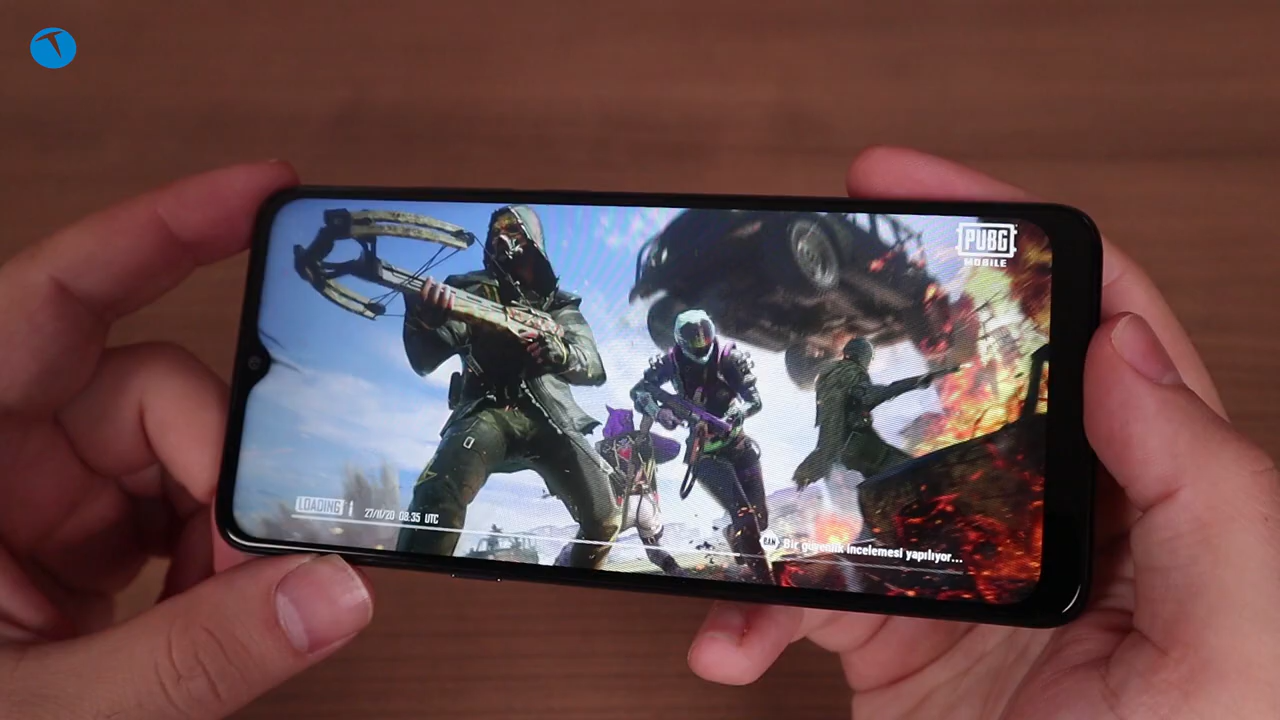 PUBG
MOBILE
LOADING
27/11/20 08:35 UTC
Bir güvenlik incelemesi yapılıyor...